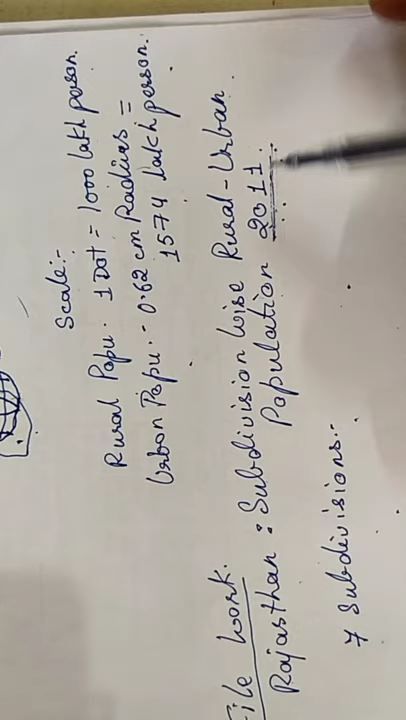 Scale:-
Rural Popu. 1 Dot = 1000 lakh person.
Urban Popu.- 0.62 cm Radius =
1574 lakh person.
File work.
Rajasthan : Subdivision wise Rural-Urban.
Population 2011.
7 Subdivisions.-